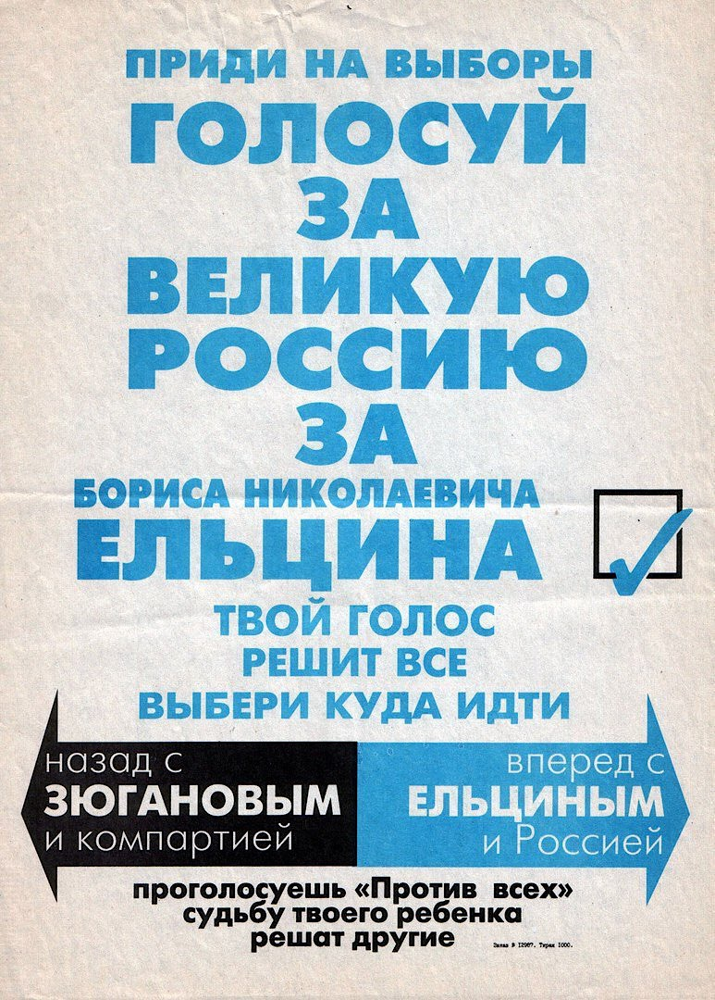 ПРИДИ НА ВЫБОРЫ
ГОЛОСУЙ
ЗА
ВЕЛИКУЮ
РОССИЮ
ЗА
БОРИСА НИКОЛАЕВИЧА
ЕЛЬЦИНА
ТВОЙ ГОЛОС
РЕШИТ ВСЕ
ВЫБЕРИ КУДА ИДТИ
назад с
ЗЮГАНОВЫМ
и компартией
вперед с
ЕЛЬЦИНЫМ
и Россией
проголосуешь «Против всех»
судьбу твоего ребенка
решат другие
Заказ № 12987. Тираж 1000.